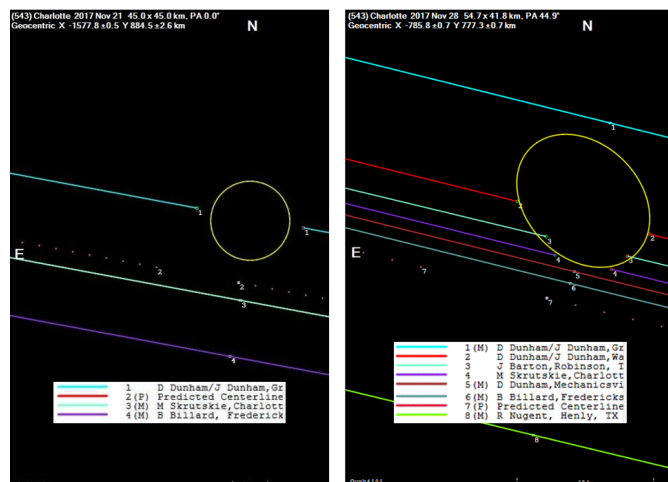 (543) Charlotte 2017 Nov 21 45.0 x 45.0 km, PA 0.0°
Geocentric X -1577.8 ±0.5 Y 884.5 ±2.6 km
N
1
1
E
2
2
3
4
1 D Dunham/J Dunham,Gr
2(P) Predicted Centerline
3(M) M Skrutskie,Charlott
4(M) B Billard, Frederick
(543) Charlotte 2017 Nov 28 54.7 x 41.8 km, PA 44.9°
Geocentric X -785.8 ±0.7 Y 777.3 ±0.7 km
N
1
2
2
3
3
E
4
4
5
6
7
7
8
1(M) D Dunham/J Dunham,Gr
2 D Dunham/J Dunham,Wa
3 J Barton,Robinson, T
4 M Skrutskie,Charlott
5(M) D Dunham,Mechanicsvi
6(M) B Billard,Fredericks
7(P) Predicted Centerline
8(M) R Nugent, Henly, TX